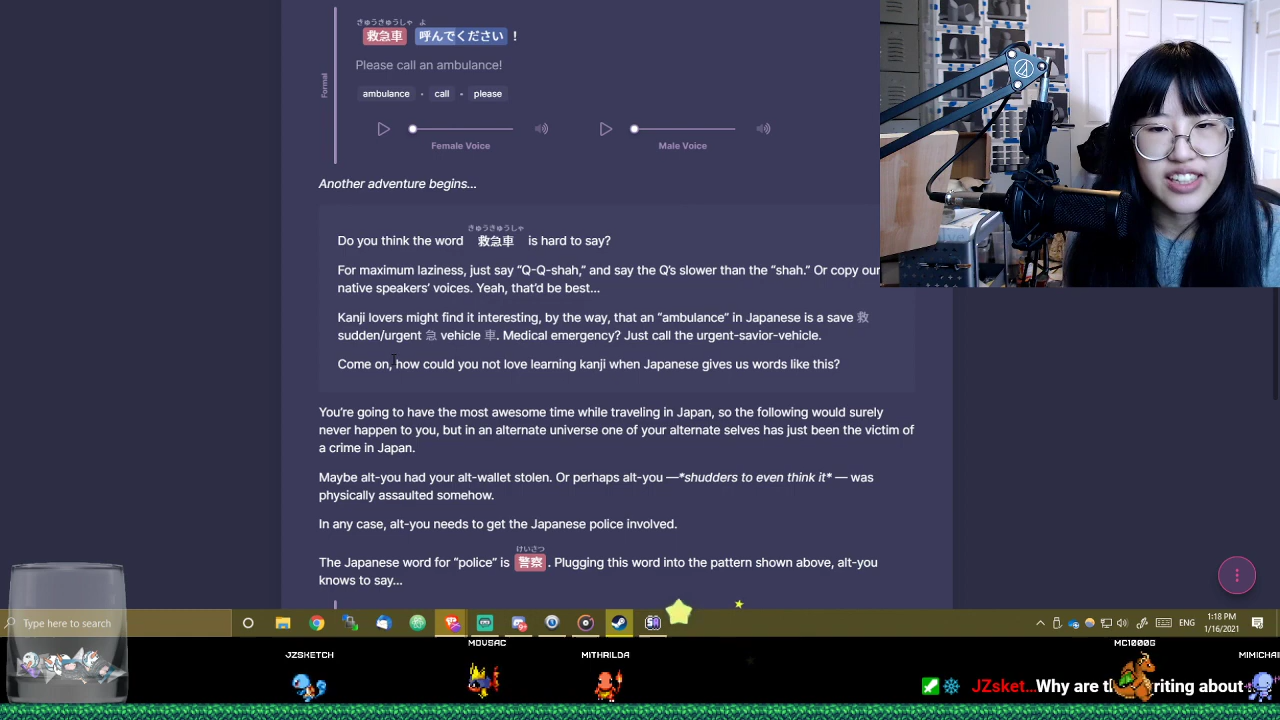 きゅうきゅうしゃ よ
救急車 呼んでください！
Please call an ambulance!
ambulance • call • please
Formal
Female Voice Male Voice
Another adventure begins...
きゅうきゅうしゃ
Do you think the word 救急車 is hard to say?
For maximum laziness, just say “Q-Q-shah,” and say the Q's slower than the “shah.” Or copy our
native speakers’ voices. Yeah, that’d be best...
Kanji lovers might find it interesting, by the way, that an “ambulance” in Japanese is a save 救
sudden/urgent 急 vehicle 車. Medical emergency? Just call the urgent-savior-vehicle.
Come on, how could you not love learning kanji when Japanese gives us words like this?
You’re going to have the most awesome time while traveling in Japan, so the following would surely
never happen to you, but in an alternate universe one of your alternate selves has just been the victim of
a crime in Japan.
Maybe alt-you had your alt-wallet stolen. Or perhaps alt-you —*shudders to even think it* — was
physically assaulted somehow.
In any case, alt-you needs to get the Japanese police involved.
けいさつ
The Japanese word for “police” is 警察. Plugging this word into the pattern shown above, alt-you
knows to say...
Type here to search
ENG
1:18 PM
1/16/2021
JZSKETCH
MOUSAC
MITHRILDA
MC1000G
MIMICHAI
JZsket... Why are th riting about